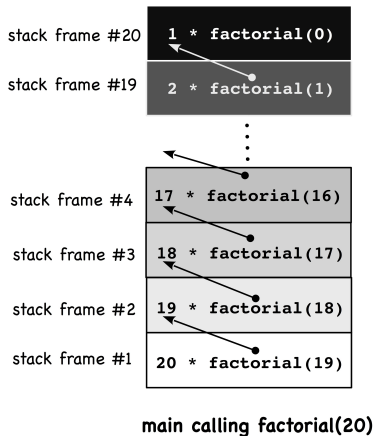 stack frame #20 1 * factorial(0)
stack frame #19 2 * factorial(1)
stack frame #4 17 * factorial(16)
stack frame #3 18 * factorial(17)
stack frame #2 19 * factorial(18)
stack frame #1 20 * factorial(19)
main calling factorial(20)